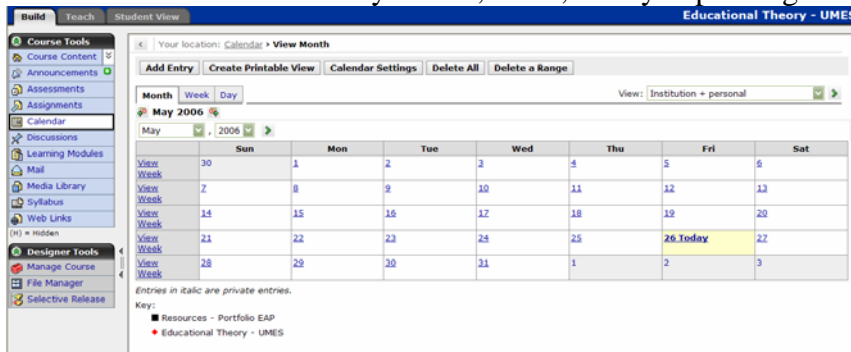 Build Teach Student View Educational Theory - UMES
Course Tools
Course Content
Announcements
Assessments
Assignments
Calendar
Discussions
Learning Modules
Mail
Media Library
Syllabus
Web Links
(H) = Hidden
Designer Tools
Manage Course
File Manager
Selective Release
Your location: Calendar › View Month
Add Entry Create Printable View Calendar Settings Delete All Delete a Range
Month Week Day View: Institution + personal
May 2006
May , 2006
Sun Mon Tue Wed Thu Fri Sat
View Week 30 1 2 3 4 5 6
View Week 7 8 9 10 11 12 13
View Week 14 15 16 17 18 19 20
View Week 21 22 23 24 25 26 Today 27
View Week 28 29 30 31 1 2 3
Entries in italic are private entries.
Key:
Resources - Portfolio EAP
Educational Theory - UMES